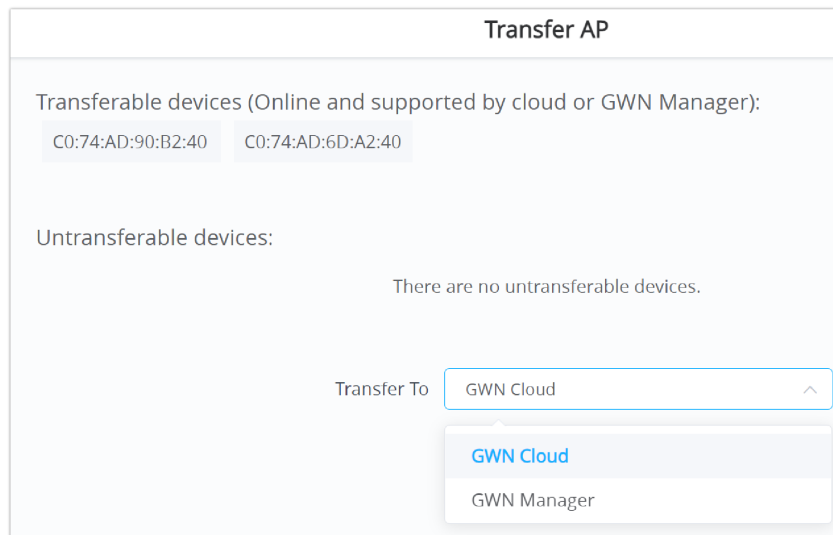 Transfer AP
Transferable devices (Online and supported by cloud or GWN Manager):
C0:74:AD:90:B2:40 C0:74:AD:6D:A2:40
Untransferable devices:
There are no untransferable devices.
Transfer To GWN Cloud
GWN Cloud
GWN Manager